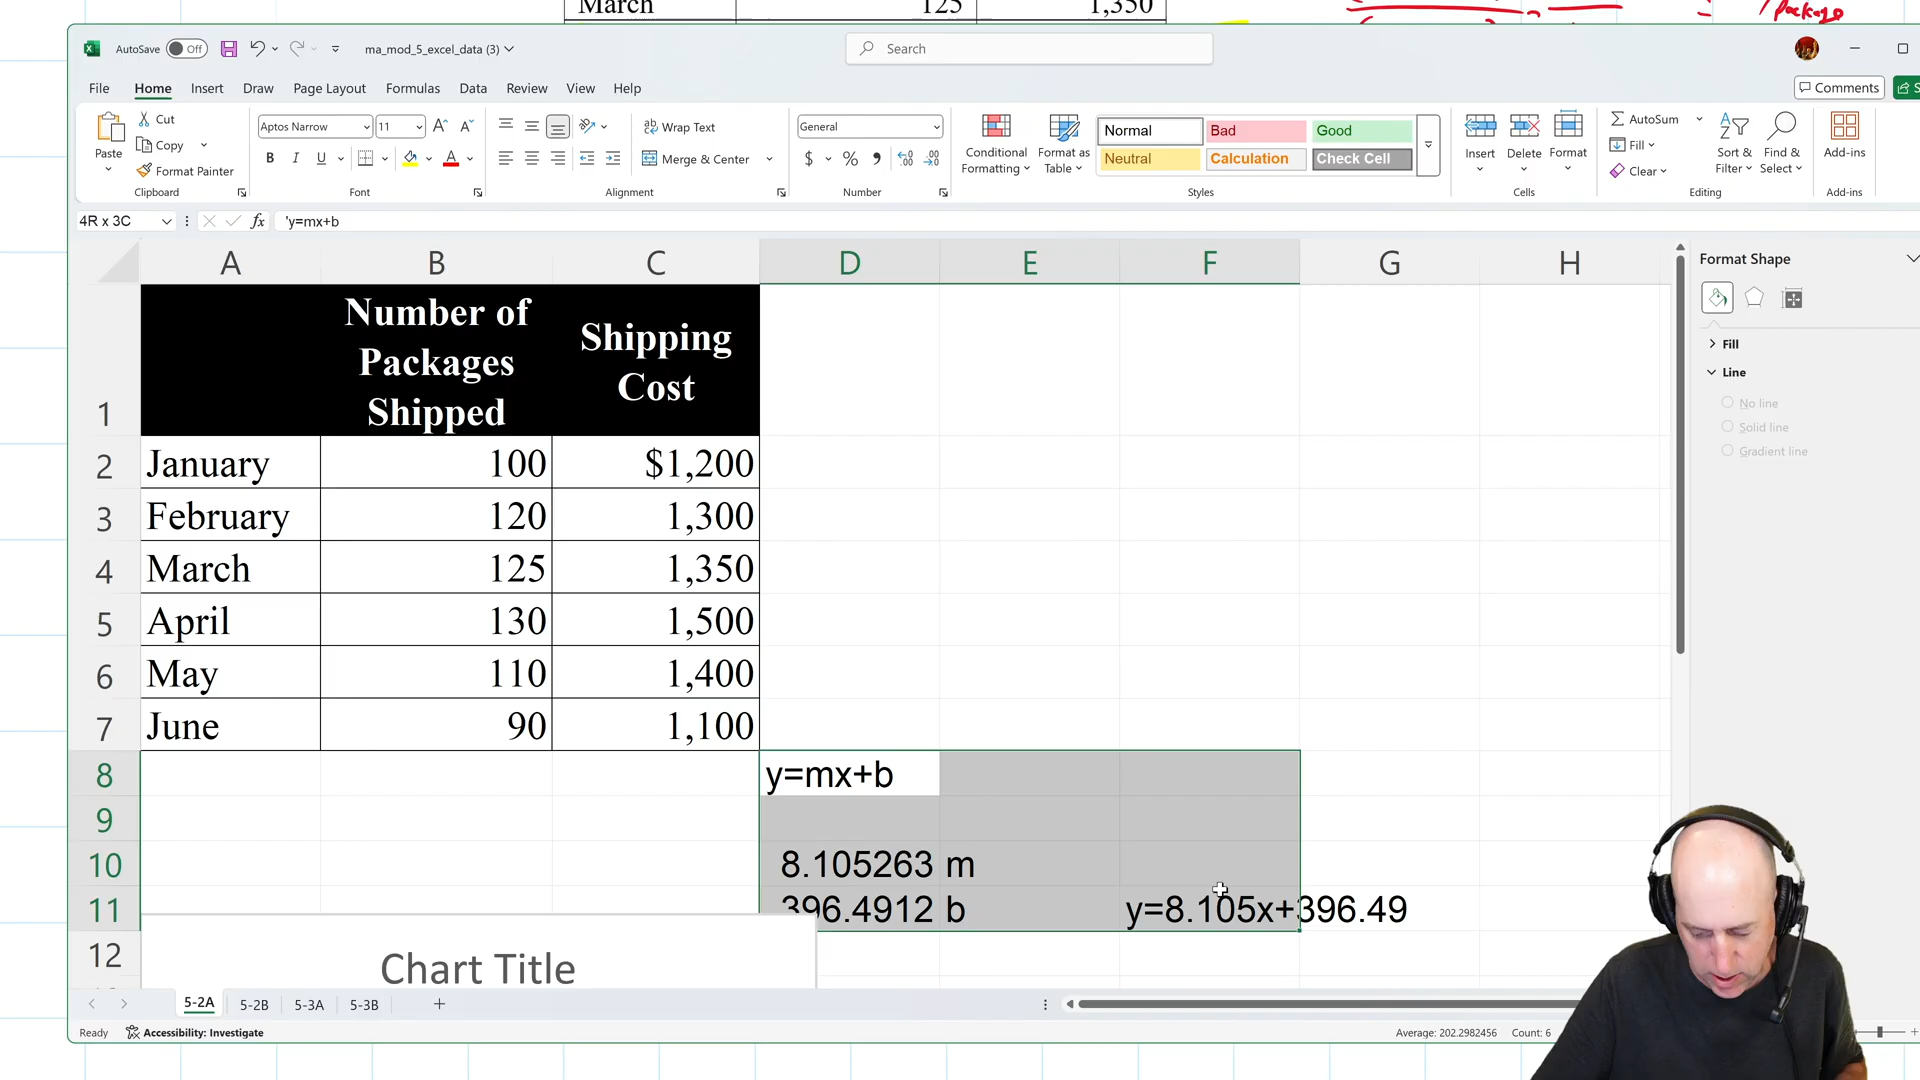 March 125 1,350
/package
AutoSave Off ma_mod_5_excel_data (3) Search
File Home Insert Draw Page Layout Formulas Data Review View Help Comments
Paste Cut Copy Format Painter Clipboard
Aptos Narrow 11 A A B I U A Font
Wrap Text Merge & Center Alignment
General $ % Number
Conditional Formatting Format as Table Normal Bad Good Neutral Calculation Check Cell Styles
Insert Delete Format Cells
AutoSum Fill Clear Sort & Filter Find & Select Editing
Add-ins Add-ins
4R x 3C fx 'y=mx+b
A B C D E F G H
1 Number of Packages Shipped Shipping Cost
2 January 100 $1,200
3 February 120 1,300
4 March 125 1,350
5 April 130 1,500
6 May 110 1,400
7 June 90 1,100
8 y=mx+b
9
10 8.105263 m
11 396.4912 b y=8.105x+396.49
12
Chart Title
Format Shape
Fill
Line
No line
Solid line
Gradient line
5-2A 5-2B 5-3A 5-3B
Ready Accessibility: Investigate Average: 202.2982456 Count: 6